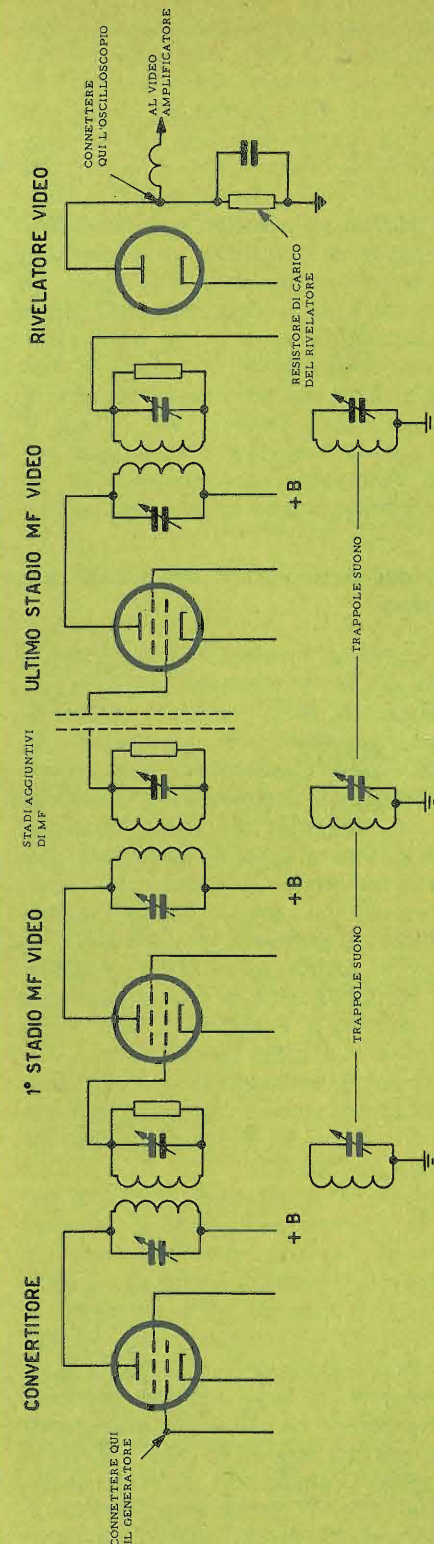 CONVERTITORE
1° STADIO MF VIDEO
STADI AGGIUNTIVI
DI MF
ULTIMO STADIO MF VIDEO
RIVELATORE VIDEO
CONNETTERE QUI
IL GENERATORE
CONNETTERE
QUI L'OSCILLOSCOPIO
AL VIDEO
AMPLIFICATORE
RESISTORE DI CARICO
DEL RIVELATORE
+B
+B
+B
TRAPPOLE SUONO
TRAPPOLE SUONO